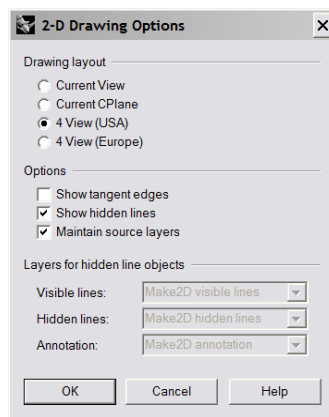 2-D Drawing Options
Drawing layout
Current View
Current CPlane
4 View (USA)
4 View (Europe)
Options
Show tangent edges
Show hidden lines
Maintain source layers
Layers for hidden line objects
Visible lines: Make2D visible lines
Hidden lines: Make2D hidden lines
Annotation: Make2D annotation
OK Cancel Help